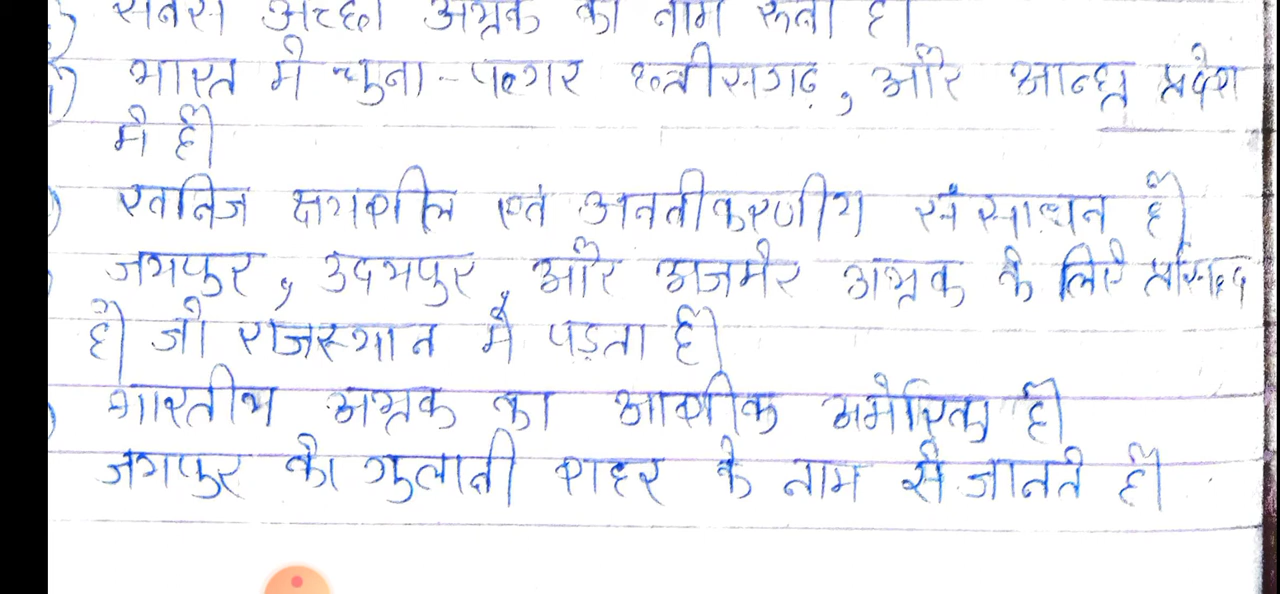 सबसे अच्छा अभ्रक का नाम रूबी है।
भारत में चुना-पत्थर छत्तीसगढ़, और आन्ध्र प्रदेश
में हैं।
खनिज क्षयशील एवं अनवीकरणीय संसाधन हैं।
जयपुर, उदयपुर, और अजमेर अभ्रक के लिए प्रसिद्ध
है। जो राजस्थान में पड़ता हैं।
भारतीय अभ्रक का आयातक अमेरिका है।
जयपुर को गुलाबी शहर के नाम से जानते हैं।